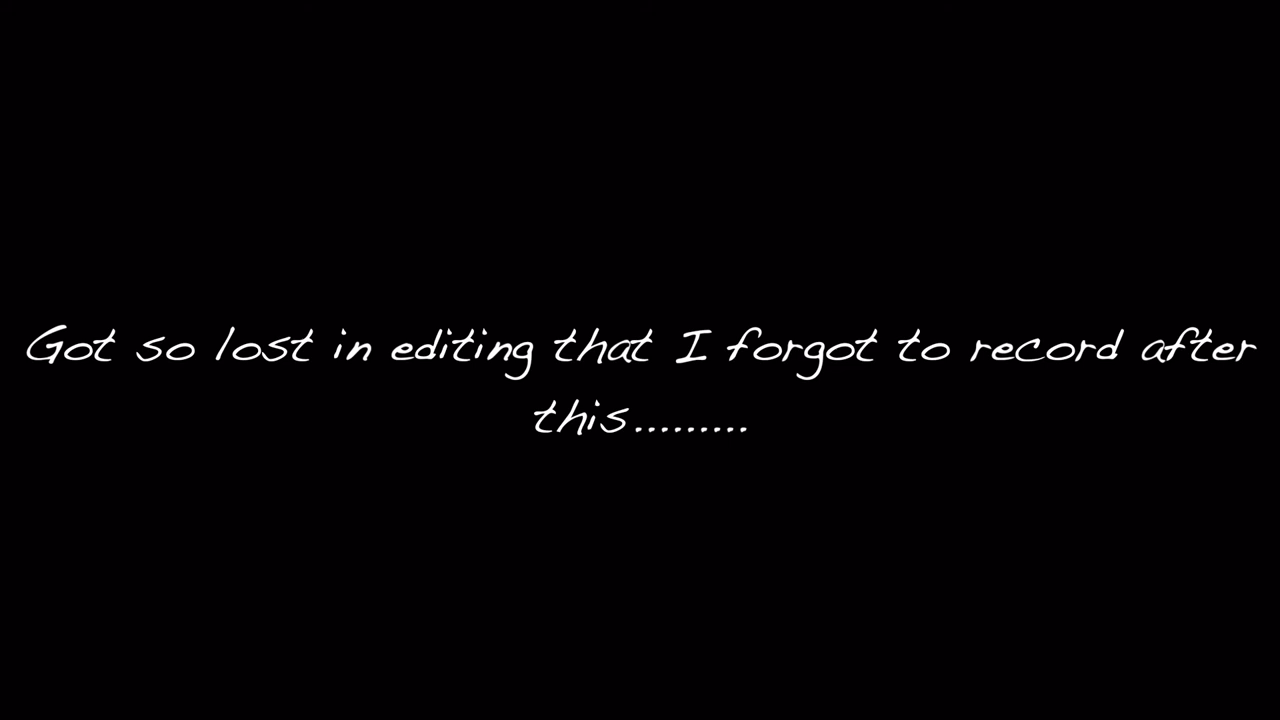 Got so lost in editing that I forgot to record after
this.........